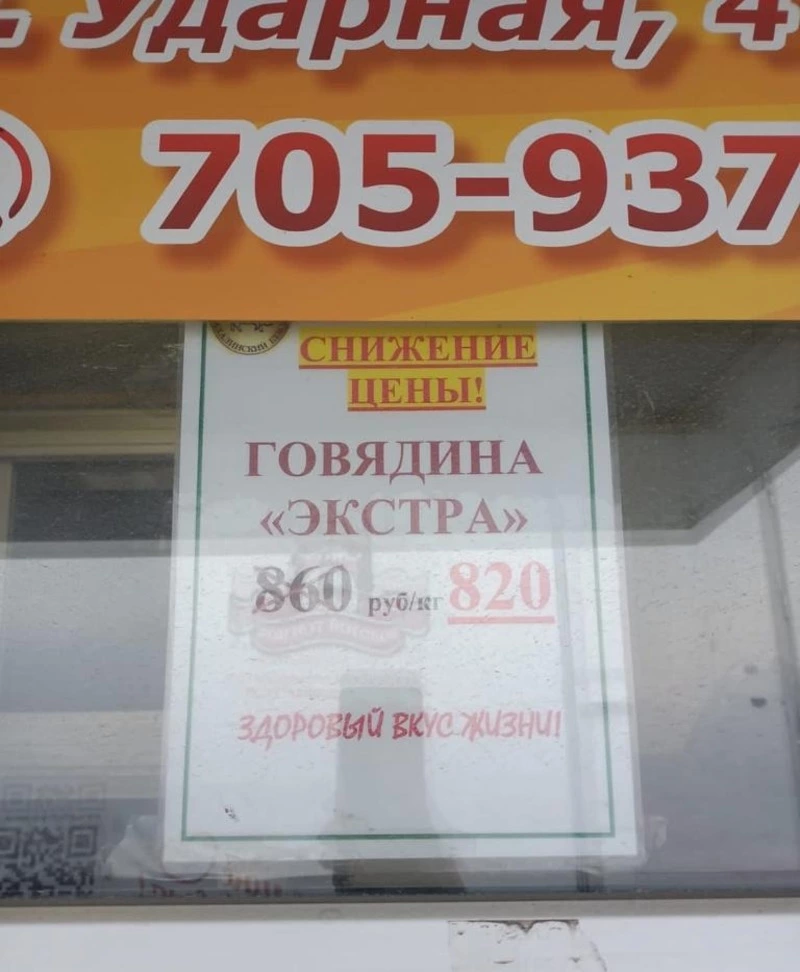 . Ударная, 4
705-937
СНИЖЕНИЕ
ЦЕНЫ!
ГОВЯДИНА
«ЭКСТРА»
860 руб/кг 820
ЗДОРОВЫЙ ВКУС ЖИЗНИ!